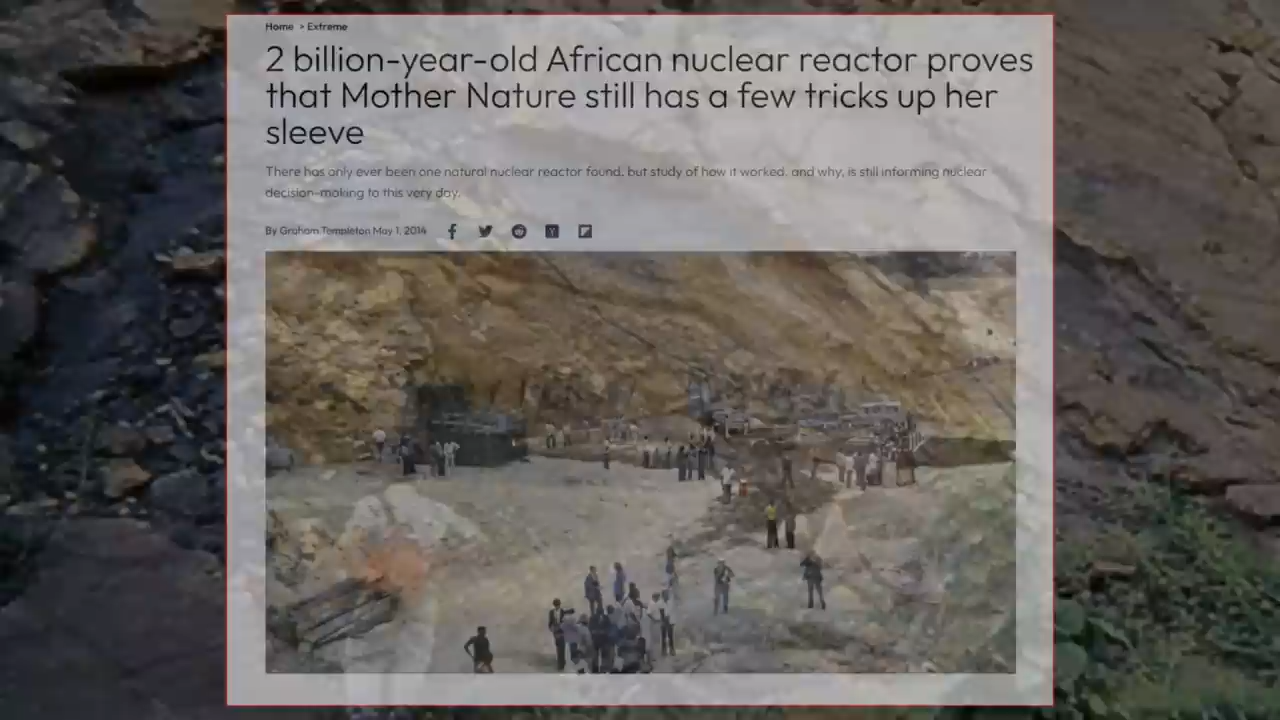 Home > Extreme
2 billion-year-old African nuclear reactor proves
that Mother Nature still has a few tricks up her
sleeve
There has only ever been one natural nuclear reactor found, but study of how it worked, and why, is still informing nuclear
decision-making to this very day.
By Graham Templeton May 1, 2014